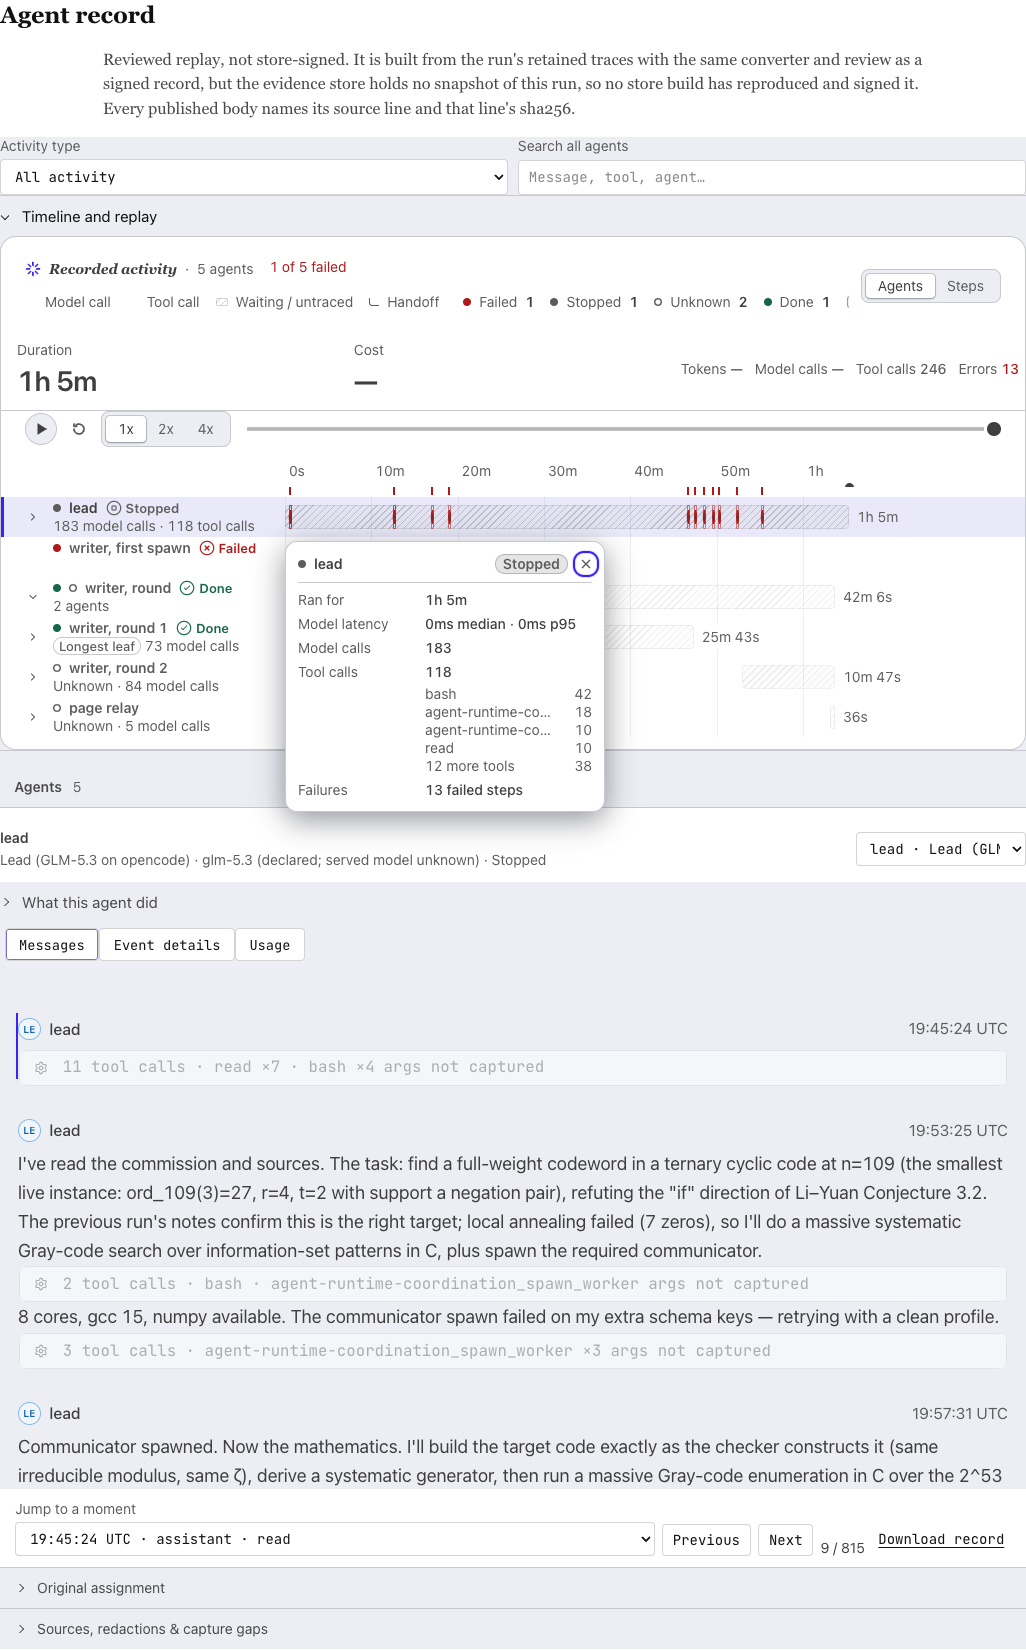 Agent record
Reviewed replay, not store-signed. It is built from the run's retained traces with the same converter and review as a
signed record, but the evidence store holds no snapshot of this run, so no store build has reproduced and signed it.
Every published body names its source line and that line's sha256.
Activity type
Search all agents
All activity
Message, tool, agent…
Timeline and replay
Recorded activity · 5 agents 1 of 5 failed
Model call Tool call Waiting / untraced Handoff Failed 1 Stopped 1 Unknown 2 Done 1
Agents Steps
Duration
1h 5m
Cost
—
Tokens — Model calls — Tool calls 246 Errors 13
1x 2x 4x
0s 10m 20m 30m 40m 50m 1h
lead Stopped
183 model calls · 118 tool calls
1h 5m
writer, first spawn Failed
writer, round Done
2 agents
42m 6s
writer, round 1 Done
Longest leaf 73 model calls
25m 43s
writer, round 2
Unknown · 84 model calls
10m 47s
page relay
Unknown · 5 model calls
36s
lead Stopped
Ran for 1h 5m
Model latency 0ms median · 0ms p95
Model calls 183
Tool calls 118
bash 42
agent-runtime-co... 18
agent-runtime-co... 10
read 10
12 more tools 38
Failures 13 failed steps
Agents 5
lead
Lead (GLM-5.3 on opencode) · glm-5.3 (declared; served model unknown) · Stopped
lead · Lead (GLM
What this agent did
Messages Event details Usage
LE lead 19:45:24 UTC
11 tool calls · read ×7 · bash ×4 args not captured
LE lead 19:53:25 UTC
I've read the commission and sources. The task: find a full-weight codeword in a ternary cyclic code at n=109 (the smallest
live instance: ord_109(3)=27, r=4, t=2 with support a negation pair), refuting the "if" direction of Li–Yuan Conjecture 3.2.
The previous run's notes confirm this is the right target; local annealing failed (7 zeros), so I'll do a massive systematic
Gray-code search over information-set patterns in C, plus spawn the required communicator.
2 tool calls · bash · agent-runtime-coordination_spawn_worker args not captured
8 cores, gcc 15, numpy available. The communicator spawn failed on my extra schema keys — retrying with a clean profile.
3 tool calls · agent-runtime-coordination_spawn_worker ×3 args not captured
LE lead 19:57:31 UTC
Communicator spawned. Now the mathematics. I'll build the target code exactly as the checker constructs it (same
irreducible modulus, same ζ), derive a systematic generator, then run a massive Gray-code enumeration in C over the 2^53
Jump to a moment
19:45:24 UTC · assistant · read
Previous Next 9 / 815 Download record
Original assignment
Sources, redactions & capture gaps